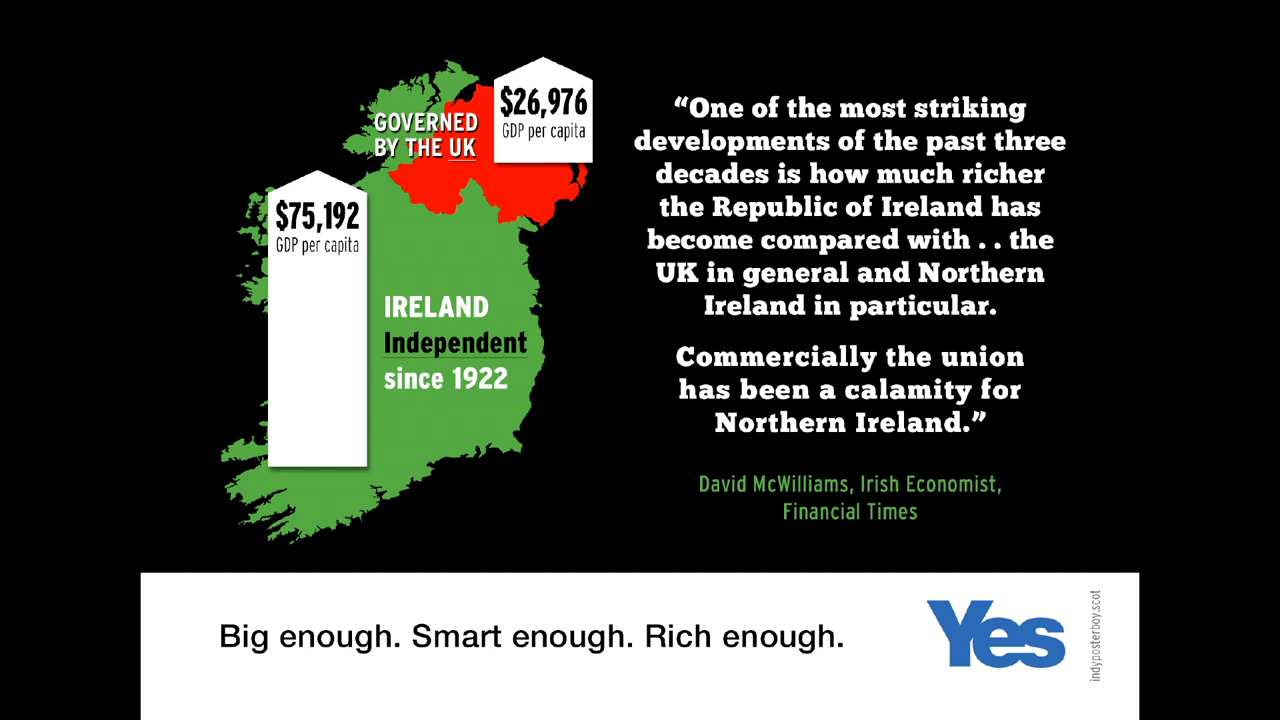 $26,976
GDP per capita
GOVERNED
BY THE UK
$75,192
GDP per capita
IRELAND
Independent
since 1922
“One of the most striking
developments of the past three
decades is how much richer
the Republic of Ireland has
become compared with . . the
UK in general and Northern
Ireland in particular.
Commercially the union
has been a calamity for
Northern Ireland.”
David McWilliams, Irish Economist,
Financial Times
Big enough. Smart enough. Rich enough.
Yes
indyposterboy.scot